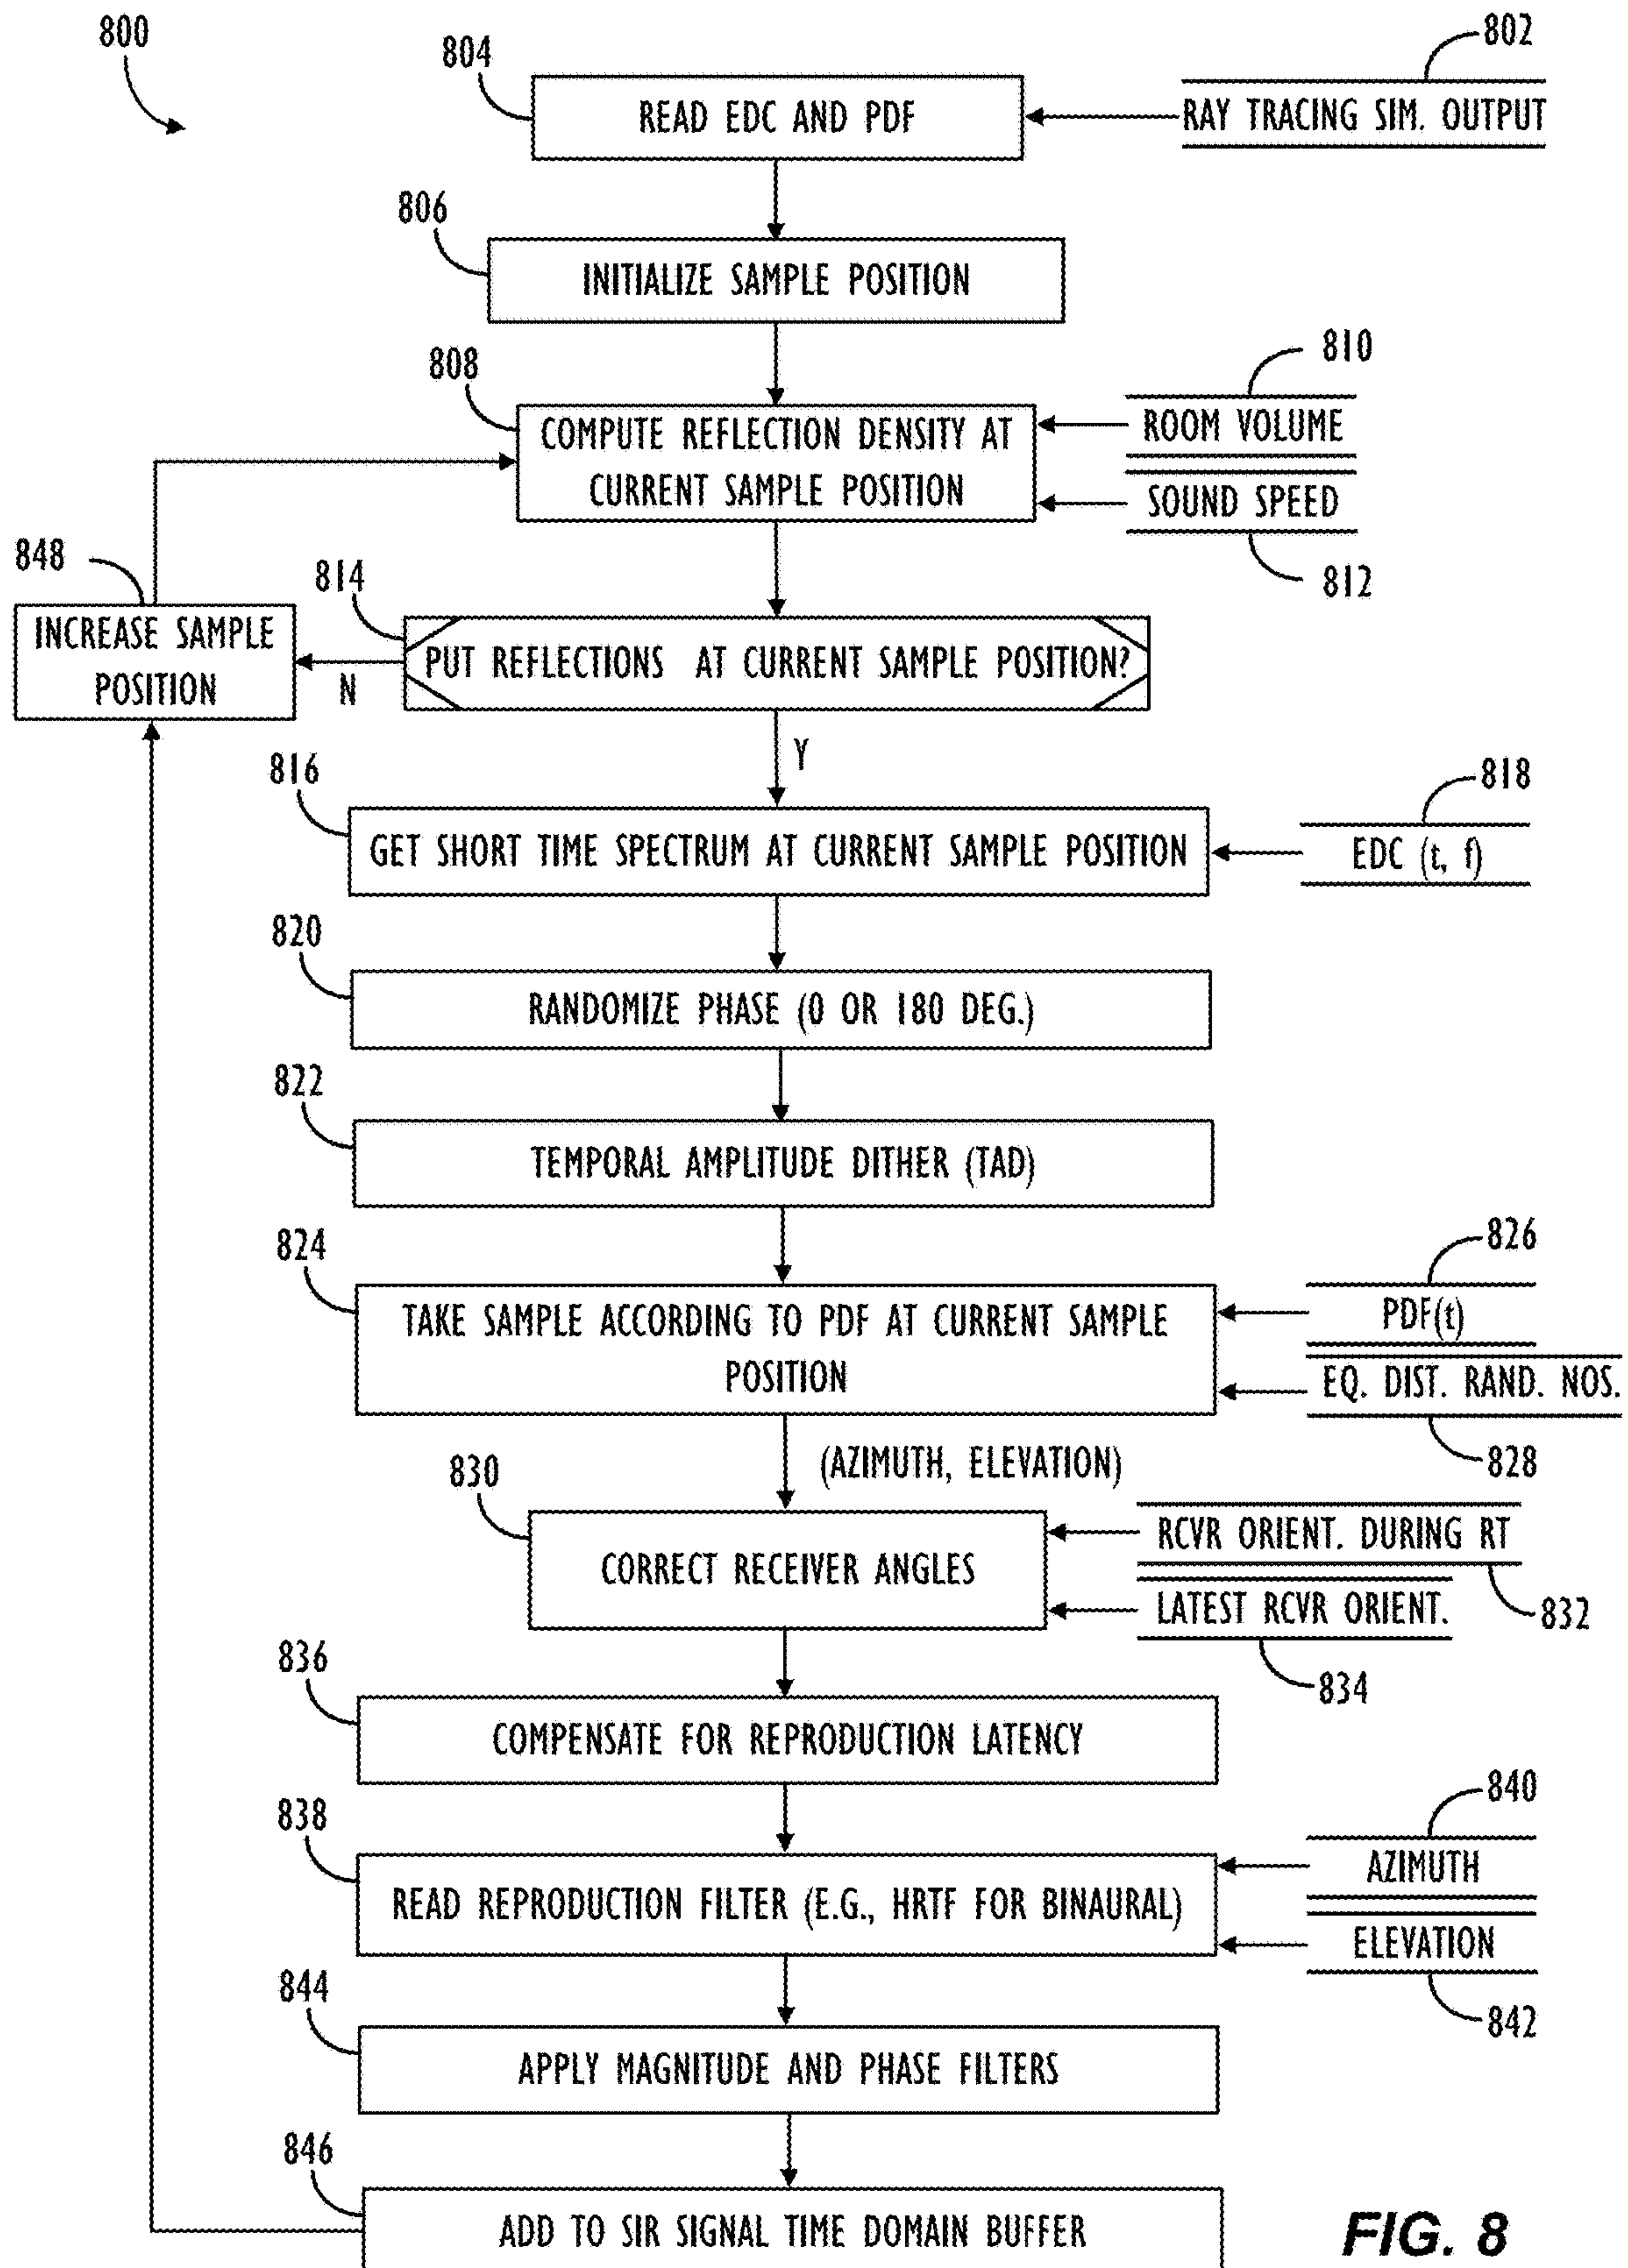 800
802
804
READ EDC AND PDF
RAY TRACING SIM. OUTPUT
806
INITIALIZE SAMPLE POSITION
808
810
COMPUTE REFLECTION DENSITY AT
CURRENT SAMPLE POSITION
ROOM VOLUME
SOUND SPEED
812
848
INCREASE SAMPLE
POSITION
814
PUT REFLECTIONS AT CURRENT SAMPLE POSITION?
N
Y
816
818
GET SHORT TIME SPECTRUM AT CURRENT SAMPLE POSITION
EDC (t, f)
820
RANDOMIZE PHASE (0 OR 180 DEG.)
822
TEMPORAL AMPLITUDE DITHER (TAD)
824
826
TAKE SAMPLE ACCORDING TO PDF AT CURRENT SAMPLE
POSITION
PDF(t)
EQ. DIST. RAND. NOS.
828
(AZIMUTH, ELEVATION)
830
CORRECT RECEIVER ANGLES
RCVR ORIENT. DURING RT
832
LATEST RCVR ORIENT.
834
836
COMPENSATE FOR REPRODUCTION LATENCY
838
840
READ REPRODUCTION FILTER (E.G., HRTF FOR BINAURAL)
AZIMUTH
ELEVATION
842
844
APPLY MAGNITUDE AND PHASE FILTERS
846
ADD TO SIR SIGNAL TIME DOMAIN BUFFER
FIG. 8